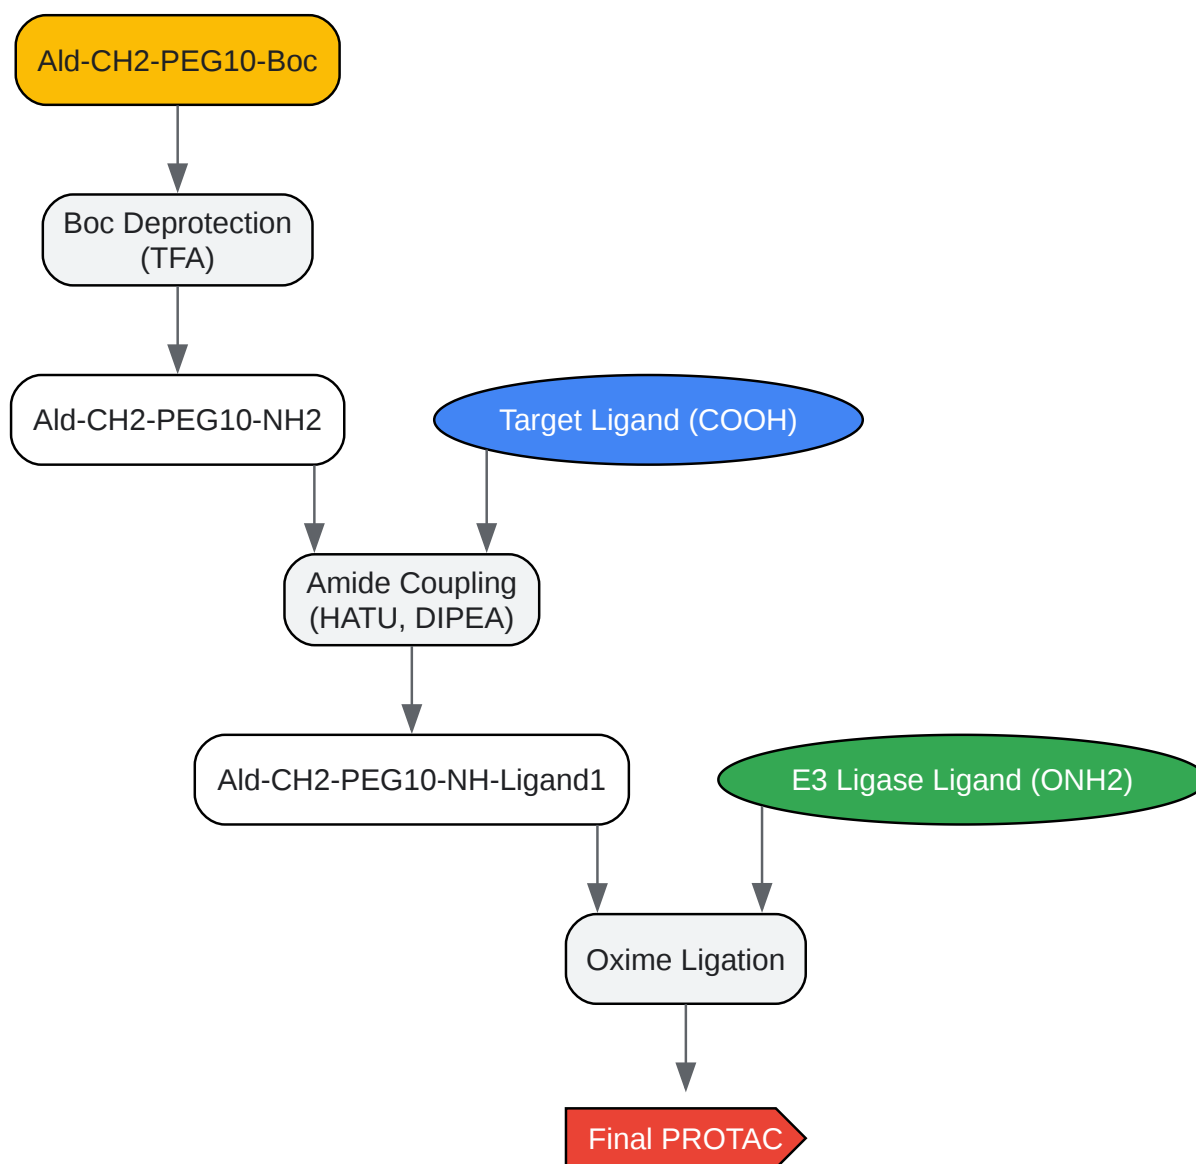 Ald-CH2-PEG10-Boc
Boc Deprotection
(TFA)
Ald-CH2-PEG10-NH2
Target Ligand (COOH)
Amide Coupling
(HATU, DIPEA)
Ald-CH2-PEG10-NH-Ligand1
E3 Ligase Ligand (ONH2)
Oxime Ligation
Final PROTAC